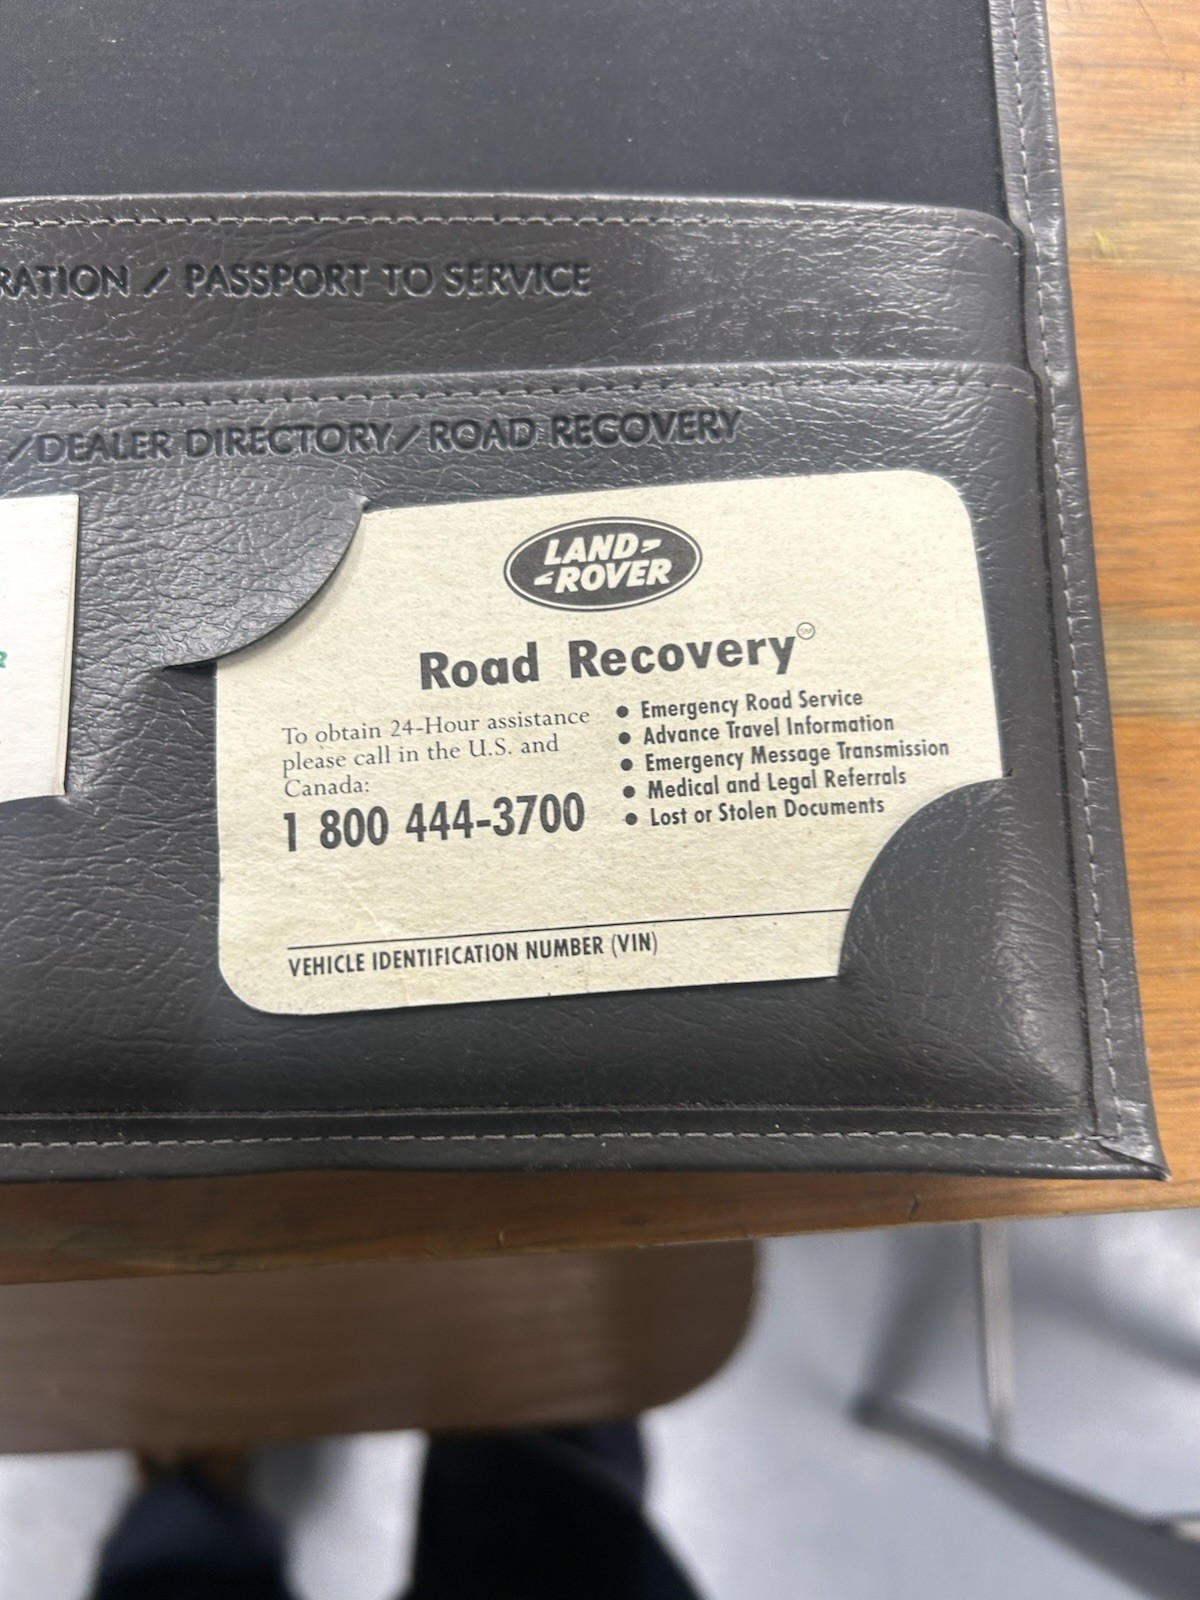 RATION / PASSPORT TO SERVICE
/DEALER DIRECTORY/ROAD RECOVERY
LAND-
-ROVER
Road Recovery℠
To obtain 24-Hour assistance
please call in the U.S. and
Canada:
1 800 444-3700
• Emergency Road Service
• Advance Travel Information
• Emergency Message Transmission
• Medical and Legal Referrals
• Lost or Stolen Documents
VEHICLE IDENTIFICATION NUMBER (VIN)
R